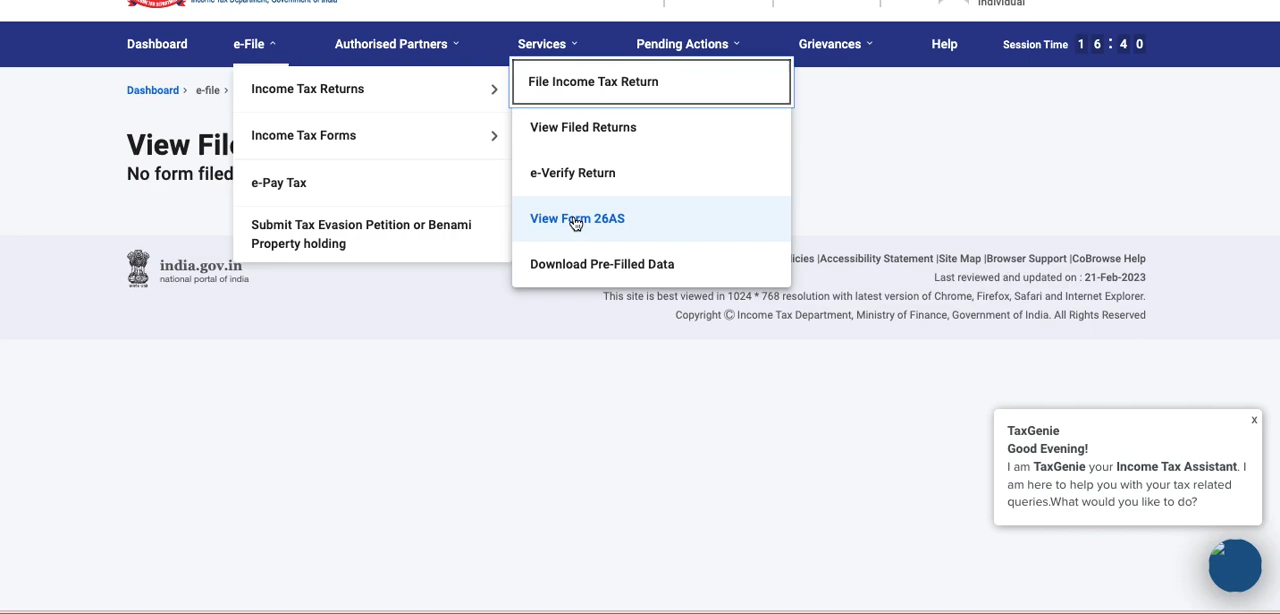 Income Tax Department, Government of India
Individual
Dashboard
e-File
Authorised Partners
Services
Pending Actions
Grievances
Help
Session Time 1 6 : 4 0
Dashboard > e-file >
View File
No form filed
Income Tax Returns
Income Tax Forms
e-Pay Tax
Submit Tax Evasion Petition or Benami
Property holding
File Income Tax Return
View Filed Returns
e-Verify Return
View Form 26AS
Download Pre-Filled Data
india.gov.in
national portal of india
|Accessibility Statement |Site Map |Browser Support |CoBrowse Help
Last reviewed and updated on : 21-Feb-2023
This site is best viewed in 1024 * 768 resolution with latest version of Chrome, Firefox, Safari and Internet Explorer.
Copyright © Income Tax Department, Ministry of Finance, Government of India. All Rights Reserved
x
TaxGenie
Good Evening!
I am TaxGenie your Income Tax Assistant. I
am here to help you with your tax related
queries.What would you like to do?